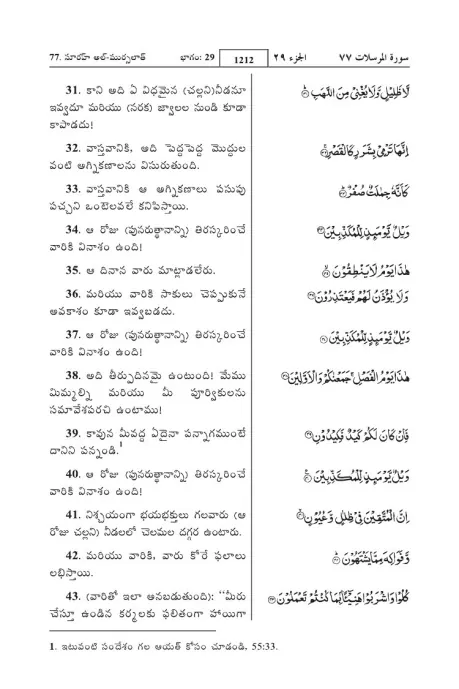 77. సూరహ్ అల్-ముర్సలాత్ భాగం: 29 1212 الجزء ٢٩ سورة المرسلات ٧٧
31. కాని అది ఏ విధమైన (చల్లని)నీడనూ
ఇవ్వదూ మరియు (నరక) జ్వాలల నుండి కూడా
కాపాడదు!
لَّا ظَلِيلٍ وَلَا يُغْنِي مِنَ اللَّهَبِ ۝
32. వాస్తవానికి, అది పెద్దపెద్ద మొద్దుల
వంటి అగ్నికణాలను విసురుతుంది.
إِنَّهَا تَرْمِي بِشَرَرٍ كَالْقَصْرِ ۝
33. వాస్తవానికి ఆ అగ్నికణాలు పసుపు
పచ్చని ఒంటెలవలే కనిపిస్తాయి.
كَأَنَّهُ جِمَالَتٌ صُفْرٌ ۝
34. ఆ రోజు (పునరుత్థానాన్ని) తిరస్కరించే
వారికి వినాశం ఉంది!
وَيْلٌ يَّوْمَئِذٍ لِّلْمُكَذِّبِينَ ۝
35. ఆ దినాన వారు మాట్లాడలేరు.
هَٰذَا يَوْمُ لَا يَنطِقُونَ ۝
36. మరియు వారికి సాకులు చెప్పుకునే
అవకాశం కూడా ఇవ్వబడదు.
وَلَا يُؤْذَنُ لَهُمْ فَيَعْتَذِرُونَ ۝
37. ఆ రోజు (పునరుత్థానాన్ని) తిరస్కరించే
వారికి వినాశం ఉంది!
وَيْلٌ يَّوْمَئِذٍ لِّلْمُكَذِّبِينَ ۝
38. అది తీర్పుదినమై ఉంటుంది! మేము
మిమ్మల్ని మరియు మీ పూర్వికులను
సమావేశపరచి ఉంటాము!
هَٰذَا يَوْمُ الْفَصْلِ جَمَعْنَاكُمْ وَالْأَوَّلِينَ ۝
39. కావున మీవద్ద ఏదైనా పన్నాగముంటే
దానిని పన్నండి.1
فَإِن كَانَ لَكُمْ كَيْدٌ فَكِيدُونِ ۝
40. ఆ రోజు (పునరుత్థానాన్ని) తిరస్కరించే
వారికి వినాశం ఉంది!
وَيْلٌ يَّوْمَئِذٍ لِّلْمُكَذِّبِينَ ۝
41. నిశ్చయంగా భయభక్తులు గలవారు (ఆ
రోజు చల్లని) నీడలలో చెలమల దగ్గర ఉంటారు.
إِنَّ الْمُتَّقِينَ فِي ظِلَالٍ وَعُيُونٍ ۝
42. మరియు వారికి, వారు కోరే ఫలాలు
లభిస్తాయి.
وَفَوَاكِهَ مِمَّا يَشْتَهُونَ ۝
43. (వారితో ఇలా అనబడుతుంది): "మీరు
చేస్తూ ఉండిన కర్మలకు ఫలితంగా హాయిగా
كُلُوا وَاشْرَبُوا هَنِيئًا بِمَا كُنتُمْ تَعْمَلُونَ ۝
1. ఇటువంటి సందేశం గల ఆయత్ కోసం చూడండి, 55:33.